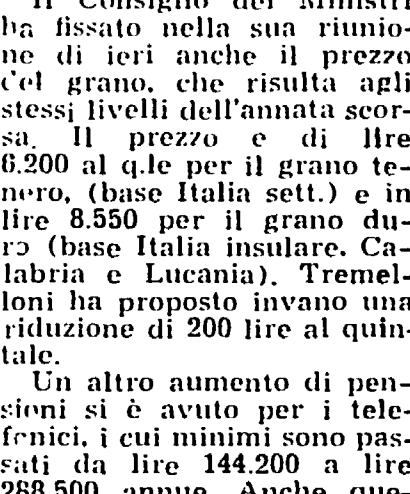 Il Consiglio dei Ministri
ha fissato nella sua riunio-
ne di ieri anche il prezzo
del grano. che risulta agli
stessi livelli dell'annata scor-
sa. Il prezzo e di lire
6.200 al q.le per il grano te-
nero, (base Italia sett.) e in
lire 8.550 per il grano du-
ro (base Italia insulare. Ca-
labria e Lucania). Tremel-
loni ha proposto invano una
riduzione di 200 lire al quin-
tale.
Un altro aumento di pen-
sioni si è avuto per i tele-
fonici, i cui minimi sono pas-
sati da lire 144.200 a lire
288.500 annue. Anche que-